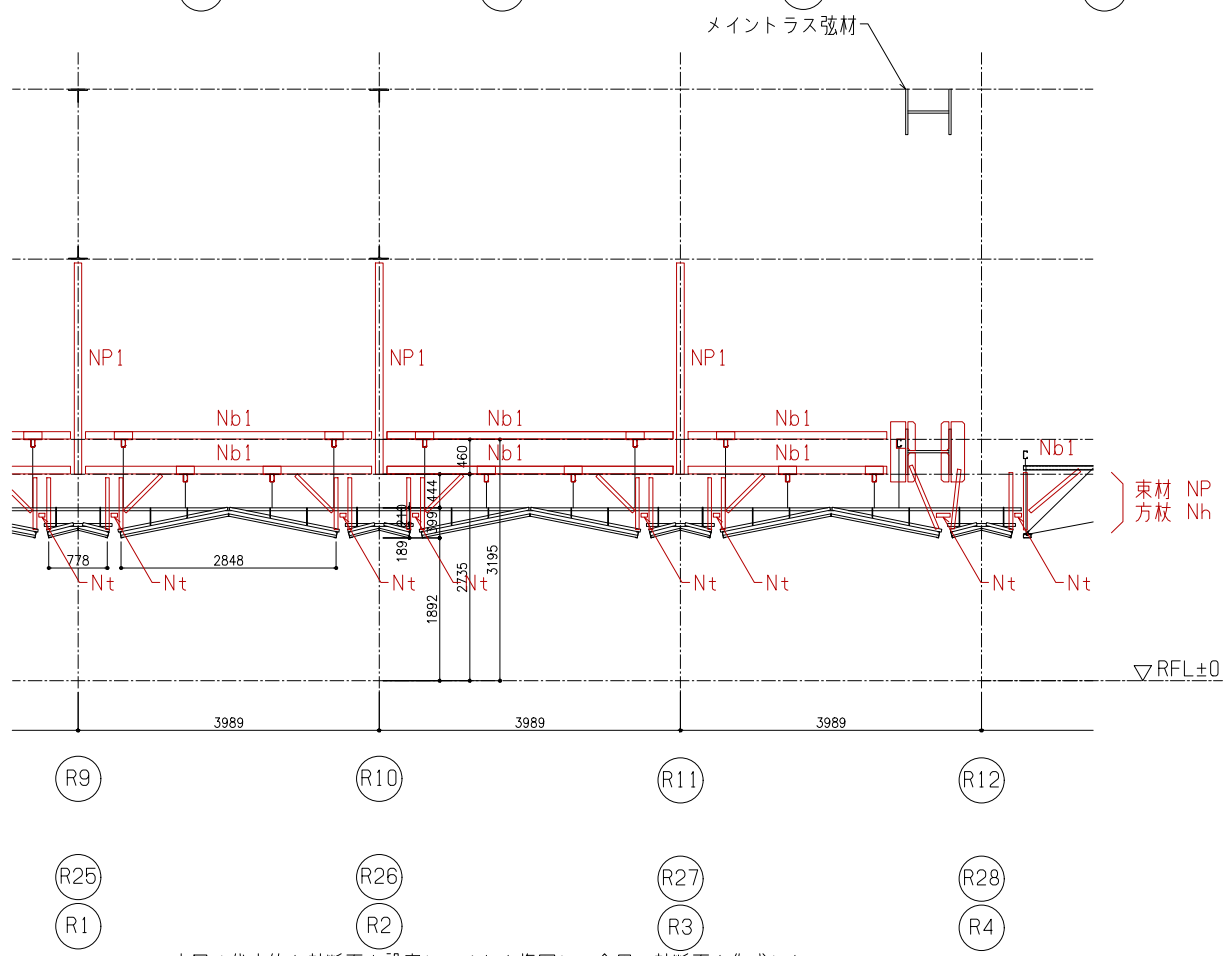 メイントラス弦材
NP1 NP1 NP1
Nb1 Nb1 Nb1
Nb1 Nb1 Nb1 Nb1
460
444
210
399
189
束材 NP
方杖 Nh
778 2848
Nt Nt Nt Nt Nt Nt Nt Nt
1892 2735 3195
▽RFL±0
3989 3989 3989
R9 R10 R11 R12
R25 R26 R27 R28
R1 R2 R3 R4